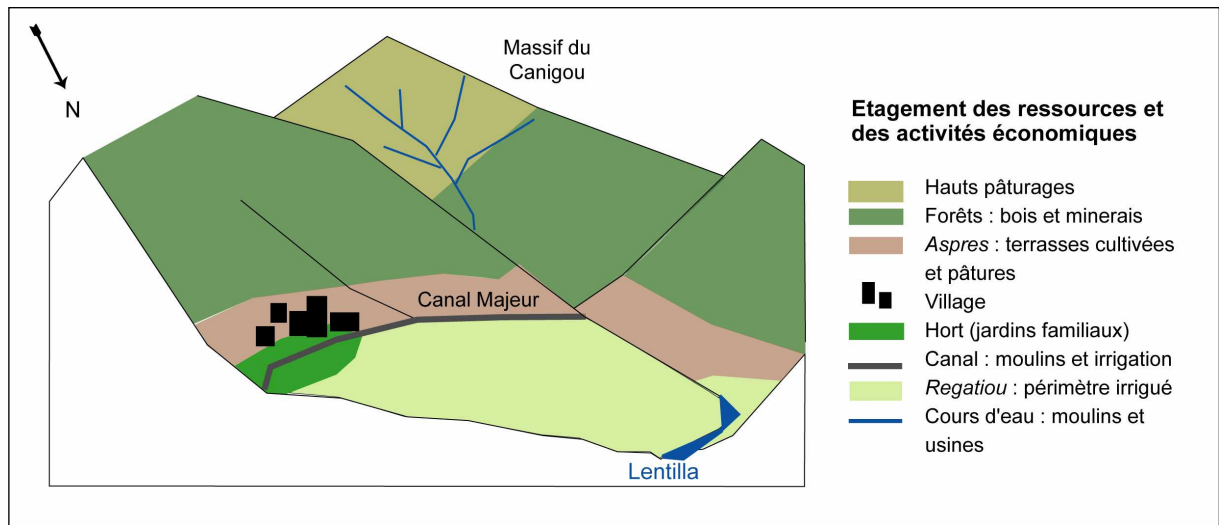 Massif du
Canigou
N
Canal Majeur
Lentilla
Etagement des ressources et
des activités économiques
Hauts pâturages
Forêts : bois et minerais
Aspres : terrasses cultivées
et pâtures
Village
Hort (jardins familiaux)
Canal : moulins et irrigation
Regatiou : périmètre irrigué
Cours d'eau : moulins et
usines